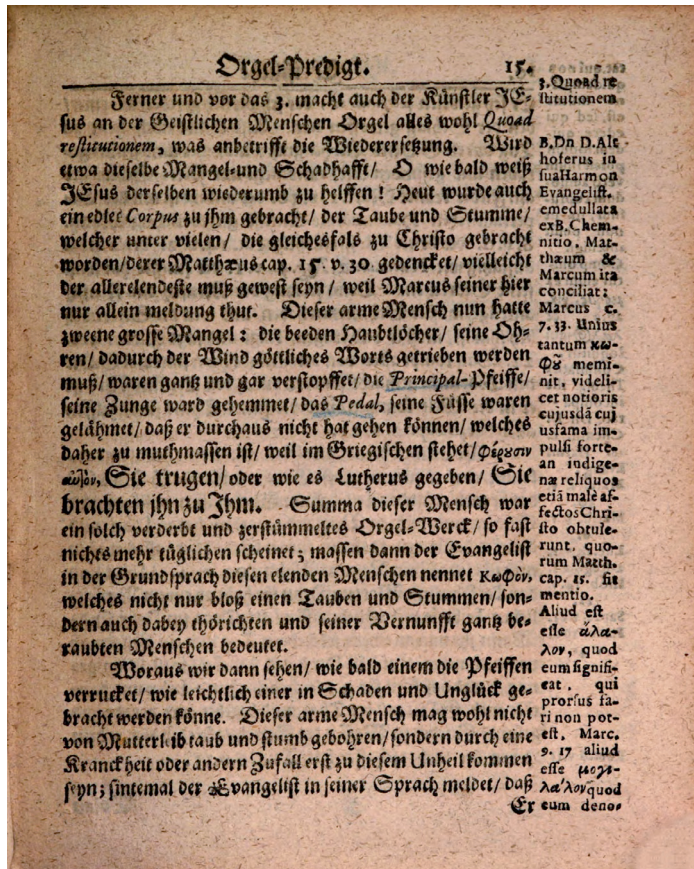 Orgel-Predigt. 15.
Ferner und vor das 3. macht auch der Künstler JE-
sus an der Geistlichen Menschen Orgel alles wohl Quoad
restitutionem, was anbetrifft die Wiederersetzung. Wird
etwa dieselbe Mangel-und Schadhafft/ O wie bald weiß
JEsus derselben wiederumb zu helffen! Heut wurde auch
ein edles Corpus zu jhm gebracht/ der Taube und Stumme/
welcher unter vielen/ die gleichesfals zu Christo gebracht
worden/derer Matthæus cap. 15. v. 30. gedencket/ vielleicht
der allerelendeste muß gewest seyn/ weil Marcus seiner hier
nur allein meldung thut. Dieser arme Mensch nun hatte
zweene grosse Mangel: die beeden Haubtlöcher/ seine Oh-
ren/ dadurch der Wind göttliches Worts getrieben werden
muß/ waren gantz und gar verstopffet/ die Principal-Pfeiffe/
seine Zunge ward gehemmet/ das Pedal, seine Füsse waren
gelähmet/ daß er durchaus nicht hat gehen können/ welches
daher zu muthmassen ist/ weil im Griegischen stehet/ φέρουσιν
αὐτῷ, Sie trugen/ oder wie es Lutherus gegeben/ Sie
brachten jhn zu Jhm. Summa dieser Mensch war
ein solch verderbt und zerstümmeltes Orgel-Werck/ so fast
nichts mehr tüglichen scheinet; massen dann der Evangelist
in der Grundsprach diesen elenden Menschen nennet Κωφὸν,
welches nicht nur bloß einen Tauben und Stummen/ son-
dern auch dabey thörichten und seiner Vernunfft gantz be-
raubten Menschen bedeutet.
Woraus wir dann sehen/ wie bald einem die Pfeiffen
verrucket/ wie leichtlich einer in Schaden und Unglück ge-
bracht werden könne. Dieser arme Mensch mag wohl nicht
von Mutterleib taub und stumb gebohren/ sondern durch eine
Kranckheit oder andern Zufall erst zu diesem Unheil kommen
seyn; sintemal der Evangelist in seiner Sprach meldet/ daß
Er
3. Quoad re
stitutionem
B. Dn D. Alt
hoferus in
sua Harmon
Evangelist.
emedullata
ex B. Chem-
nitio. Mat-
thæum &
Marcum ita
conciliat:
Marcus c.
7. 33. Unius
tantum κω-
φοῦ memi-
nit, videli-
cet notioris
cujusdā cuj
usfama im-
pulsi forte-
an indige-
næ reliquos
etiā male af-
fectos Chri-
sto obtule-
runt, quo-
rum Matth.
cap. 15. fit
mentio.
Aliud est
esse ἄλα-
λον, quod
eum signifi-
cat, qui
prorsus fa-
ri non pot-
est. Marc.
9. 17 aliud
esse μογι-
λάλον quod
eum deno-